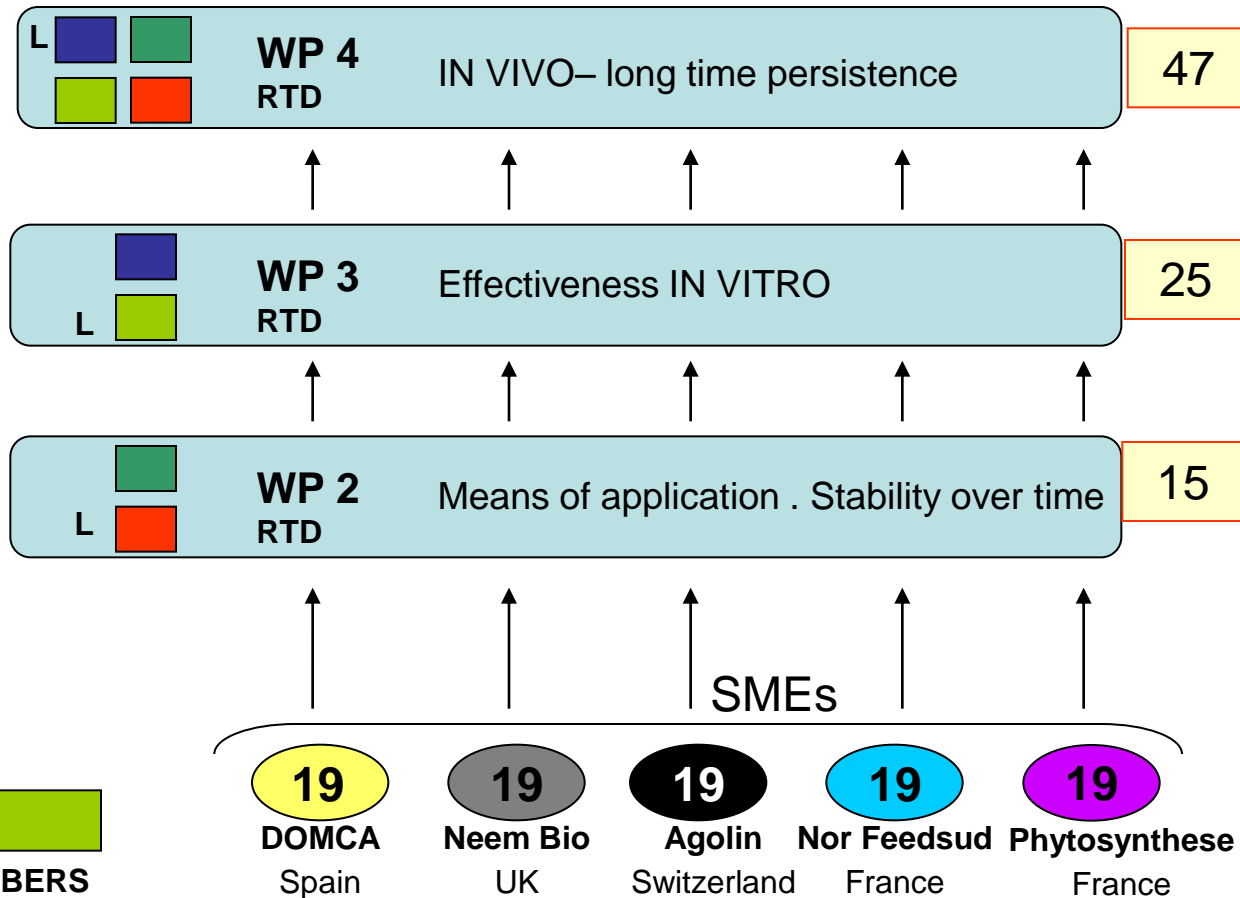 L
WP 4
RTD
IN VIVO– long time persistence
47
WP 3
RTD
L
Effectiveness IN VITRO
25
WP 2
RTD
L
Means of application . Stability over time
15
SMEs
19 19 19 19 19
DOMCA Neem Bio Agolin Nor Feedsud Phytosynthese
BERS Spain UK Switzerland France France